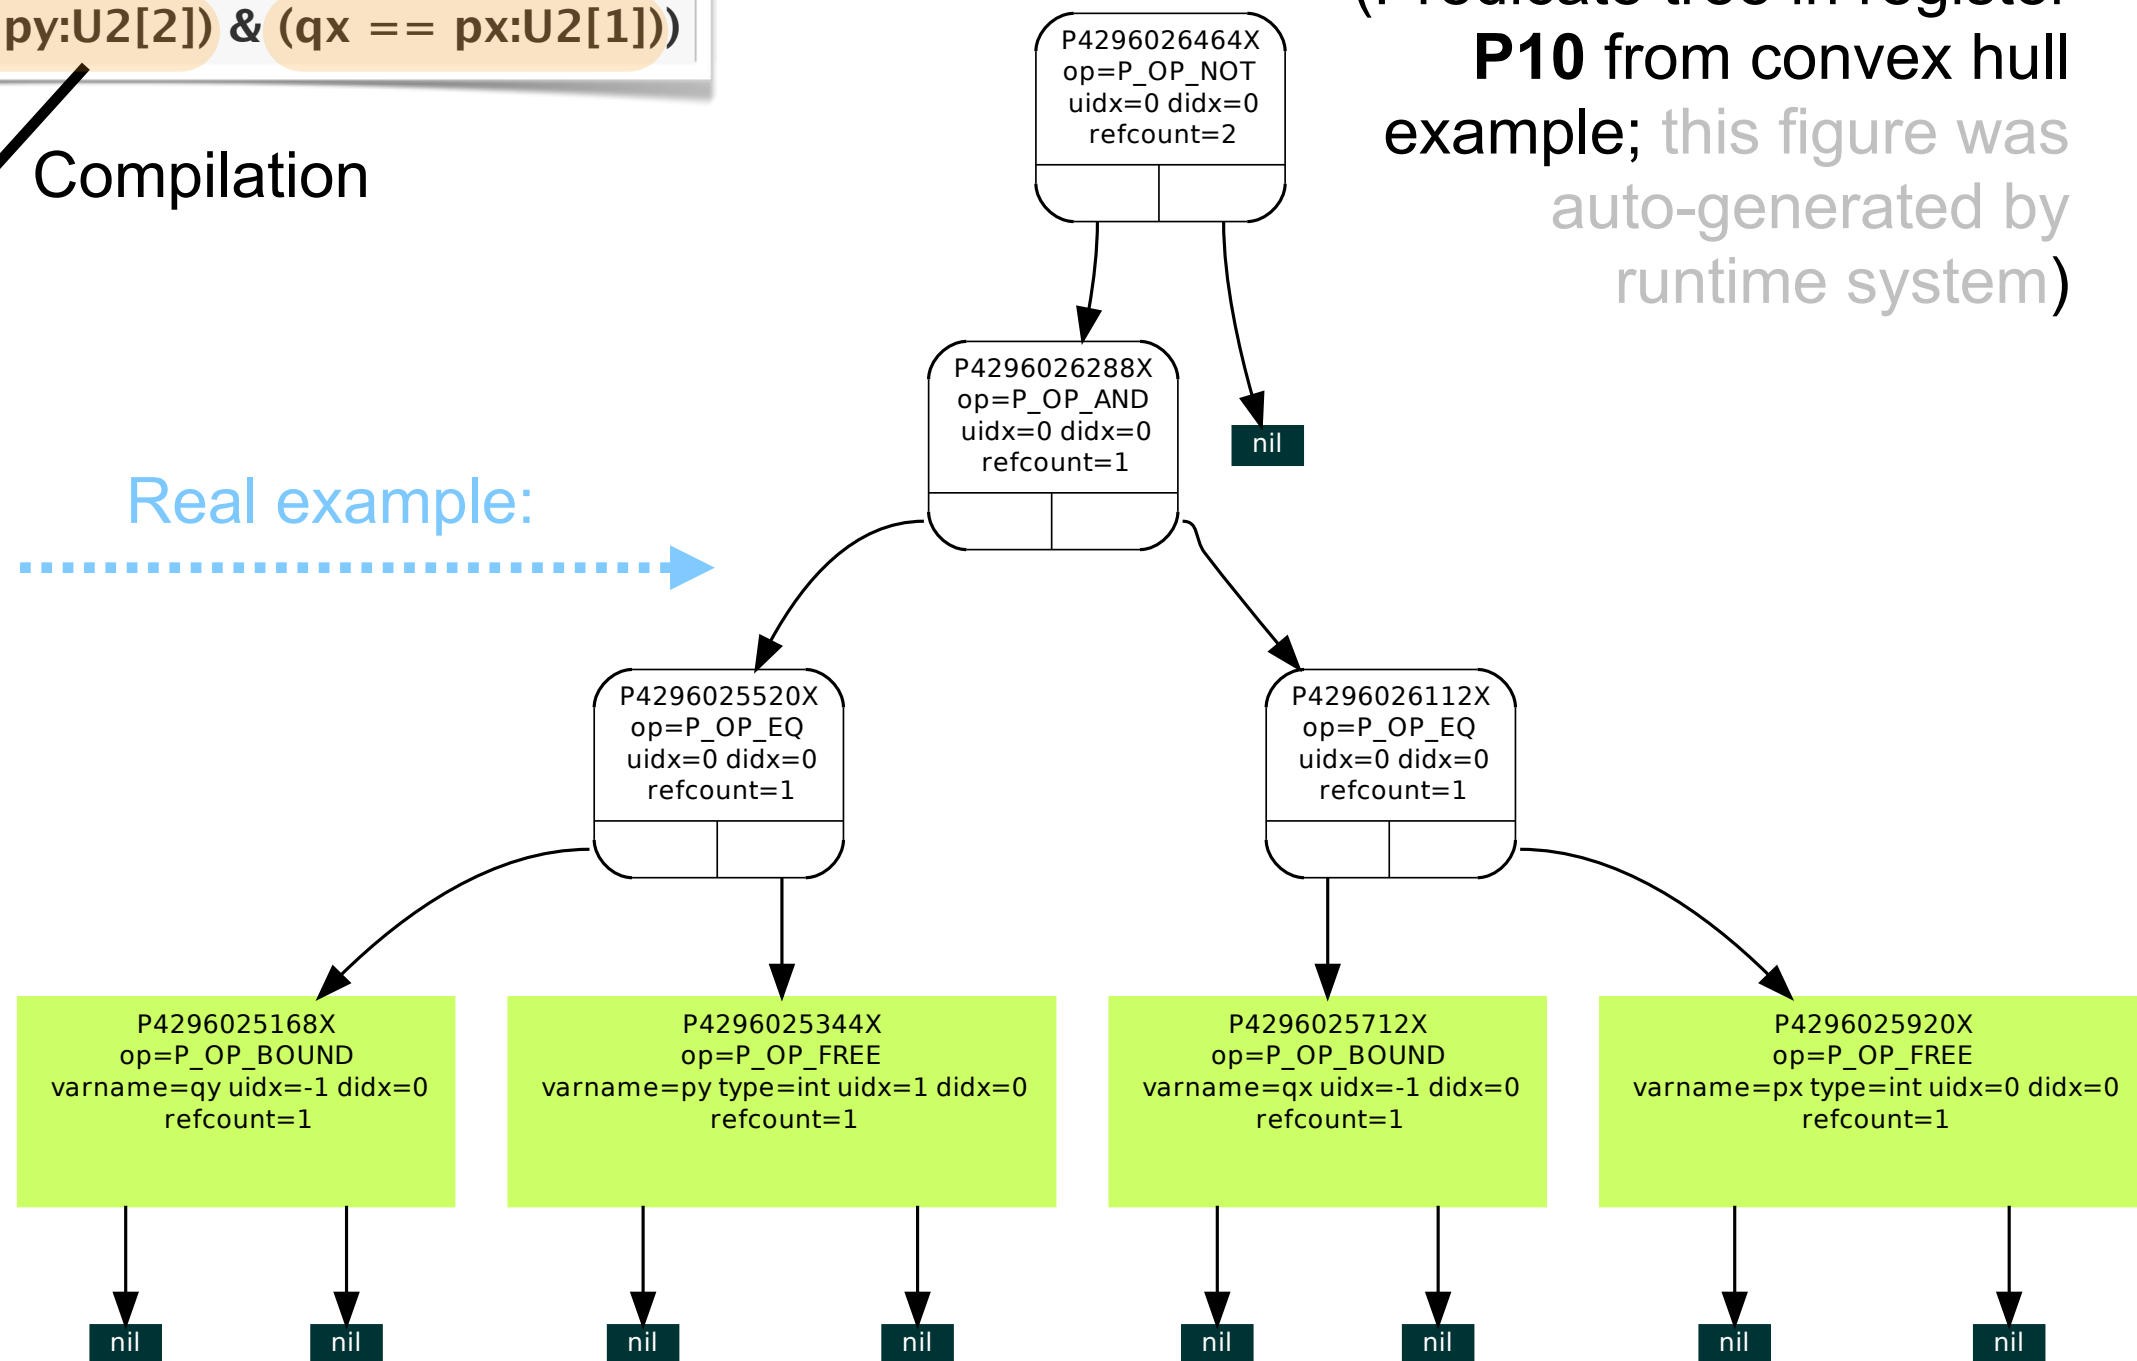 py:U2[2]) & (qx == px:U2[1]))
Compilation
(Predicate tree in register
P10 from convex hull
example; this figure was
auto-generated by
runtime system)
P4296026464X
op=P_OP_NOT
uidx=0 didx=0
refcount=2
P4296026288X
op=P_OP_AND
uidx=0 didx=0
refcount=1
nil
Real example:
P4296025520X
op=P_OP_EQ
uidx=0 didx=0
refcount=1
P4296026112X
op=P_OP_EQ
uidx=0 didx=0
refcount=1
P4296025168X
op=P_OP_BOUND
varname=qy uidx=-1 didx=0
refcount=1
P4296025344X
op=P_OP_FREE
varname=py type=int uidx=1 didx=0
refcount=1
P4296025712X
op=P_OP_BOUND
varname=qx uidx=-1 didx=0
refcount=1
P4296025920X
op=P_OP_FREE
varname=px type=int uidx=0 didx=0
refcount=1
nil
nil
nil
nil
nil
nil
nil
nil